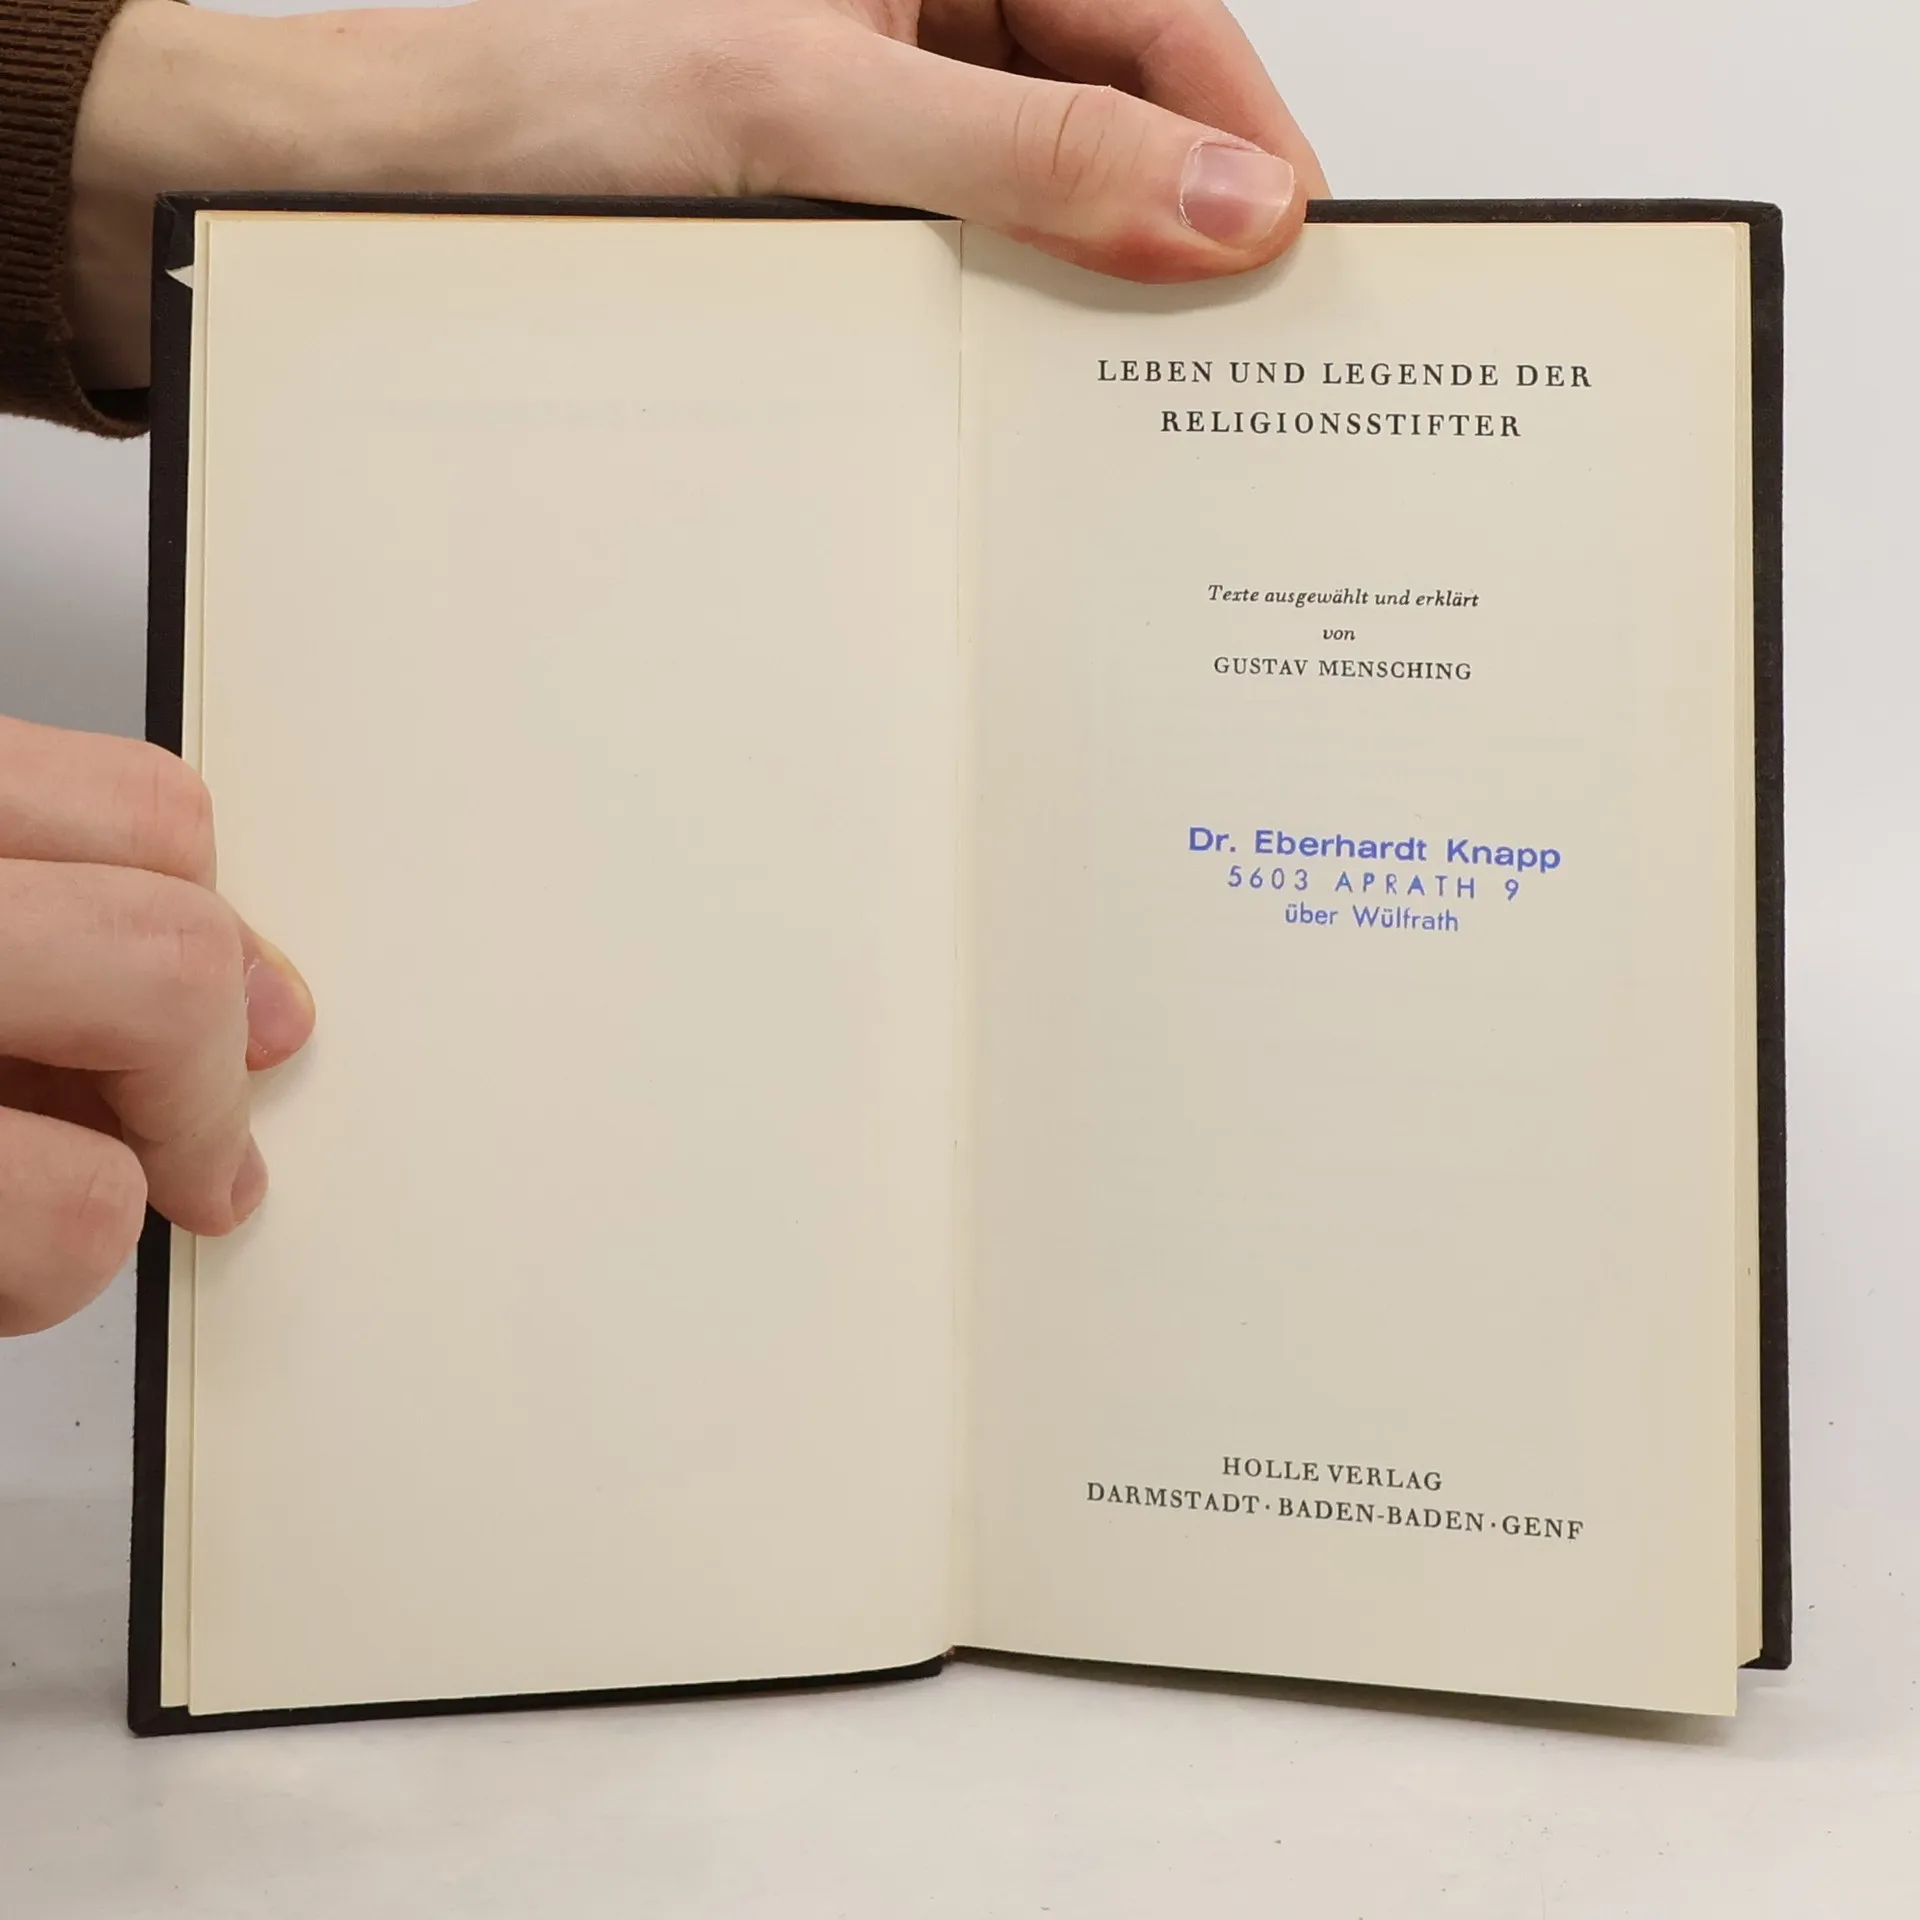 LEBEN UND LEGENDE DER
RELIGIONSSTIFTER
Texte ausgewählt und erklärt
von
GUSTAV MENSCHING
Dr. Eberhardt Knapp
5603 APRATH 9
über Wülfrath
HOLLE VERLAG
DARMSTADT · BADEN-BADEN · GENF